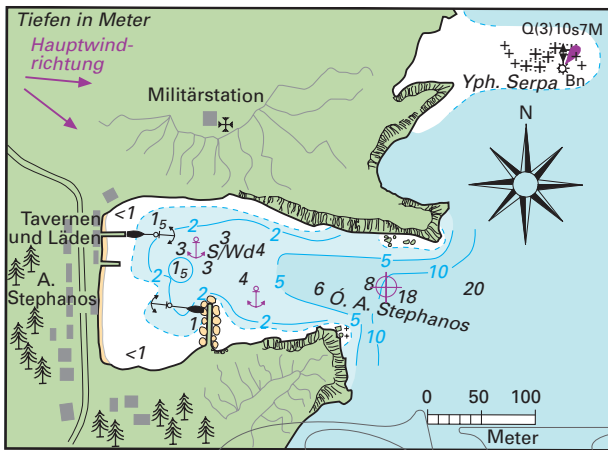 Tiefen in Meter
Hauptwind-
richtung
Q(3)10s7M
Yph. Serpa
Bn
Militärstation
N
<1
1₅
2
2
Tavernen
und Läden
3
3
S/Wd
4
5
10
A.
Stephanos
1₅
3
2
2
4
5
6
8
18
20
Ó. A. Stephanos
1
2
5
10
<1
0
50
100
Meter